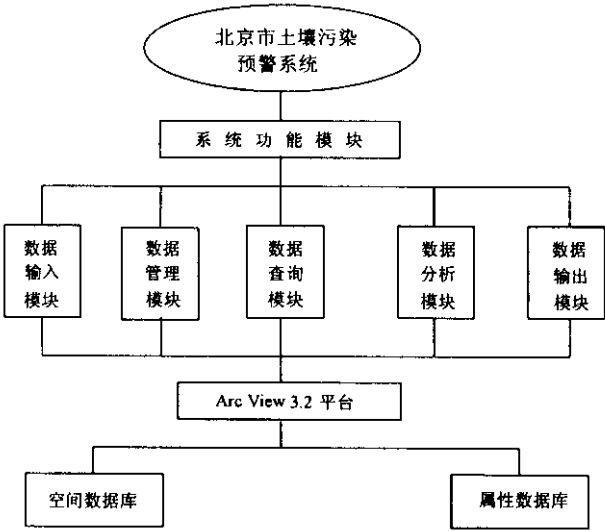 北京市土壤污染
预警系统
系统功能模块
数据
输入
模块
数据
管理
模块
数据
查询
模块
数据
分析
模块
数据
输出
模块
Arc View 3.2 平台
空间数据库
属性数据库